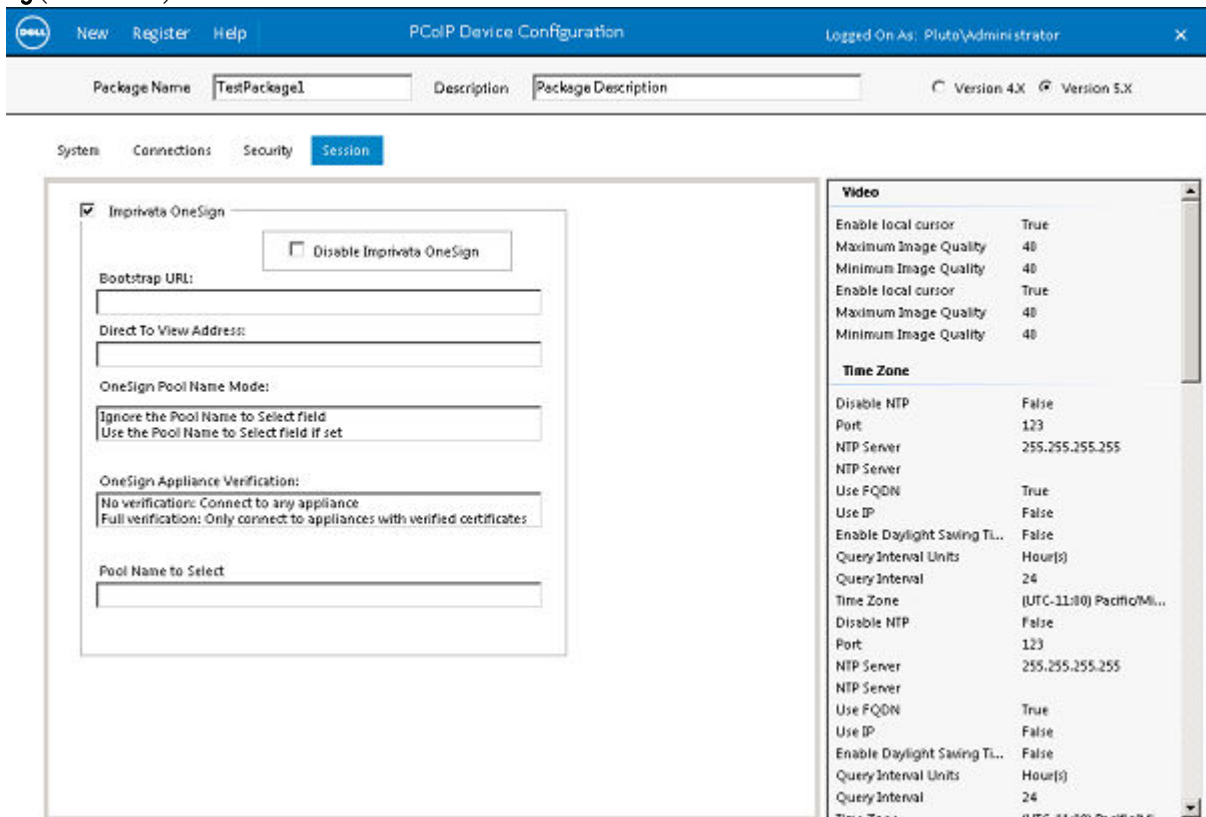 DELL New Register Help PCoIP Device Configuration Logged On As: Pluto\Administrator ×
Package Name TestPackage1 Description Package Description Version 4.X Version 5.X
System Connections Security Session
Imprivata OneSign
Disable Imprivata OneSign
Bootstrap URL:
Direct To View Address:
OneSign Pool Name Mode:
Ignore the Pool Name to Select field
Use the Pool Name to Select field if set
OneSign Appliance Verification:
No verification: Connect to any appliance
Full verification: Only connect to appliances with verified certificates
Pool Name to Select
Video
Enable local cursor True
Maximum Image Quality 40
Minimum Image Quality 40
Enable local cursor True
Maximum Image Quality 40
Minimum Image Quality 40
Time Zone
Disable NTP False
Port 123
NTP Server 255.255.255.255
NTP Server
Use FQDN True
Use IP False
Enable Daylight Saving Ti... False
Query Interval Units Hour(s)
Query Interval 24
Time Zone (UTC-11:00) Pacific/Mi...
Disable NTP False
Port 123
NTP Server 255.255.255.255
NTP Server
Use FQDN True
Use IP False
Enable Daylight Saving Ti... False
Query Interval Units Hour(s)
Query Interval 24